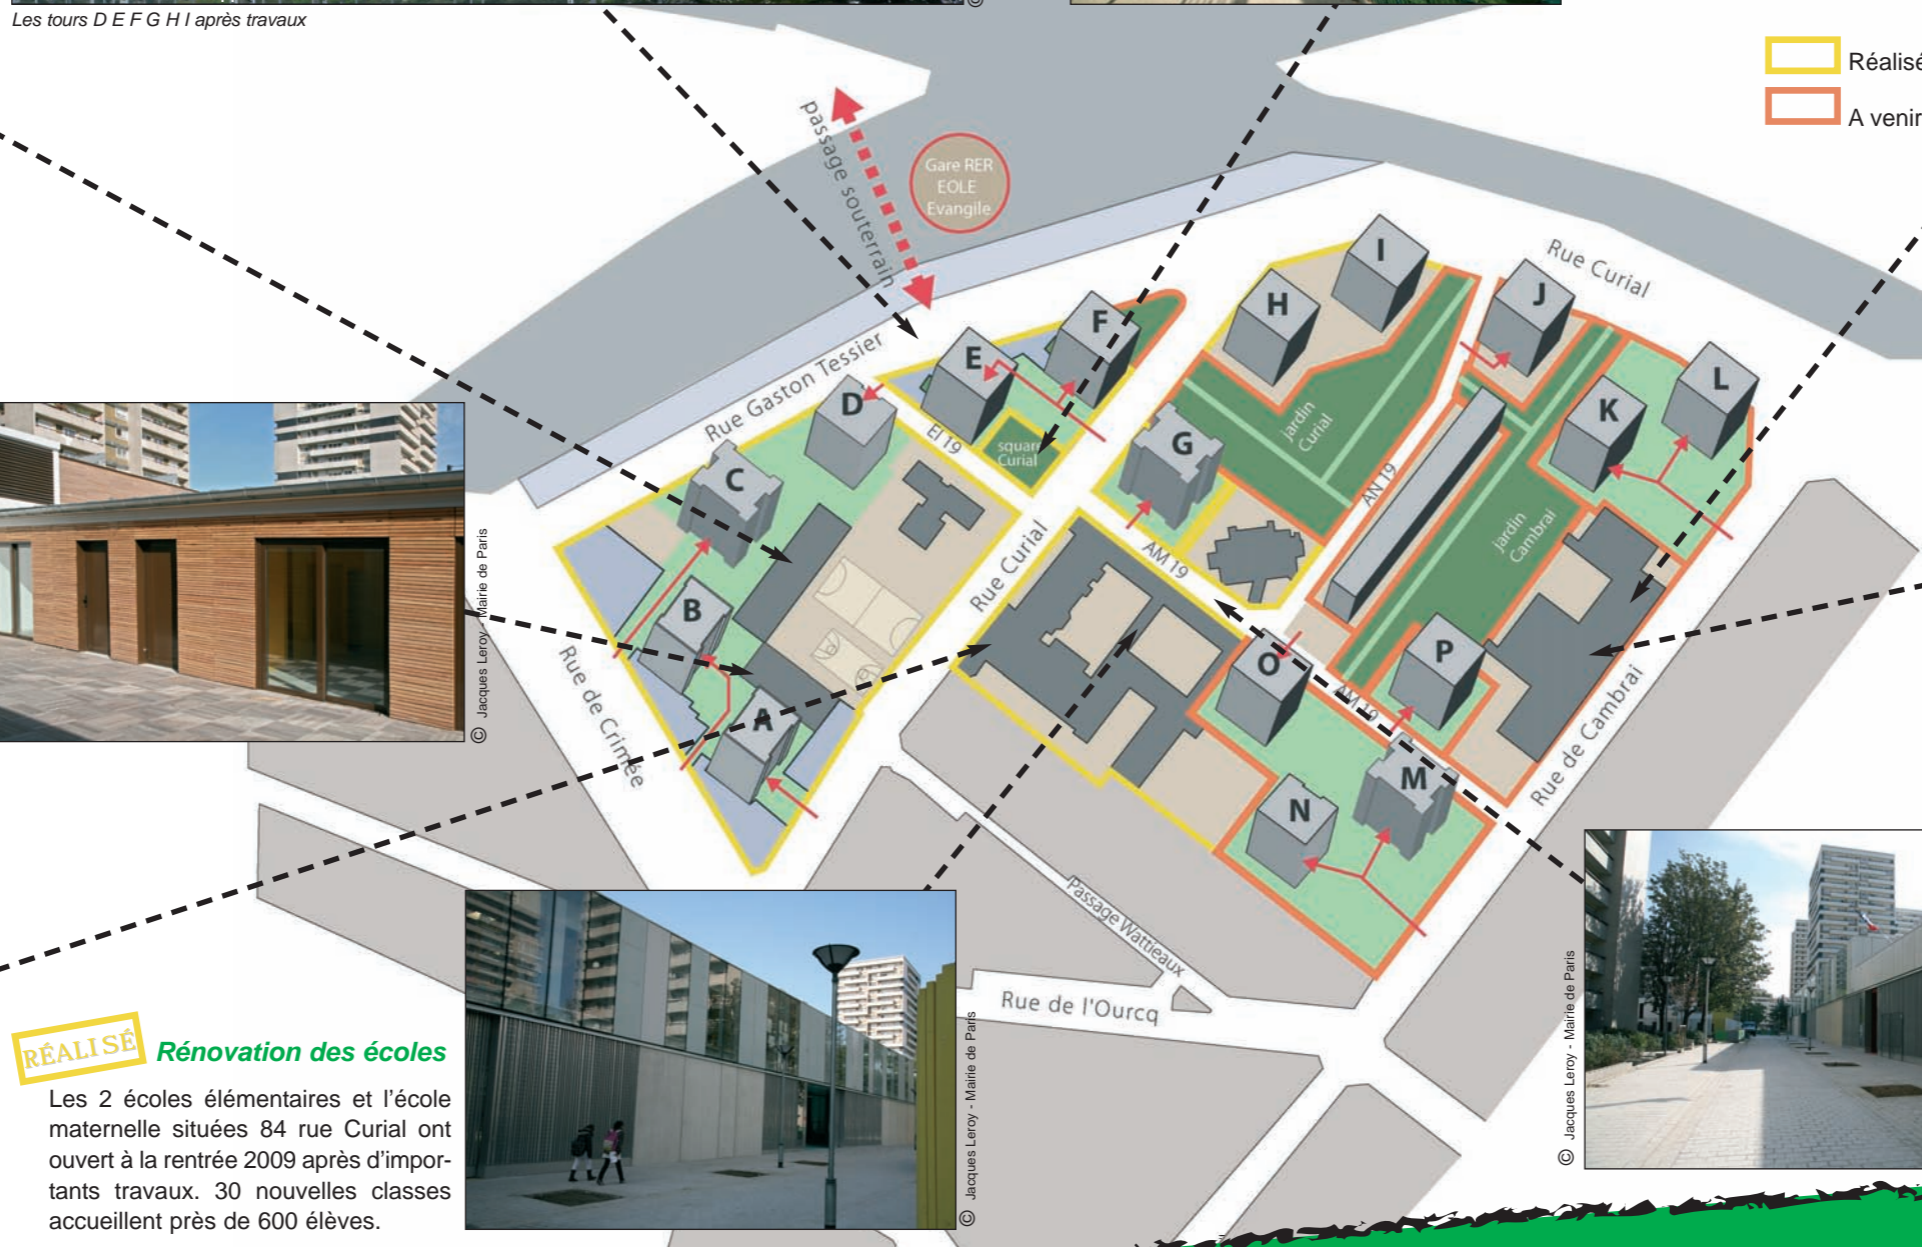 Les tours D E F G H I après travaux
©
Réalisé
A venir
passage souterrain
Gare RER
EOLE
Evangile
Rue Curial
I
H
J
F
E
L
Rue Gaston Tessier
D
K
EI 19
square
Curial
G
jardin
Curial
C
AN 19
jardin
Cambrai
Rue Curial
AM 19
B
O
P
Rue de Crimée
A
AM 19
Rue de Cambrai
M
N
Passage Wattieaux
Rue de l'Ourcq
© Jacques Leroy - Mairie de Paris
© Jacques Leroy - Mairie de Paris
© Jacques Leroy - Mairie de Paris
RÉALISÉ
Rénovation des écoles
Les 2 écoles élémentaires et l'école
maternelle situées 84 rue Curial ont
ouvert à la rentrée 2009 après d'impor-
tants travaux. 30 nouvelles classes
accueillent près de 600 élèves.